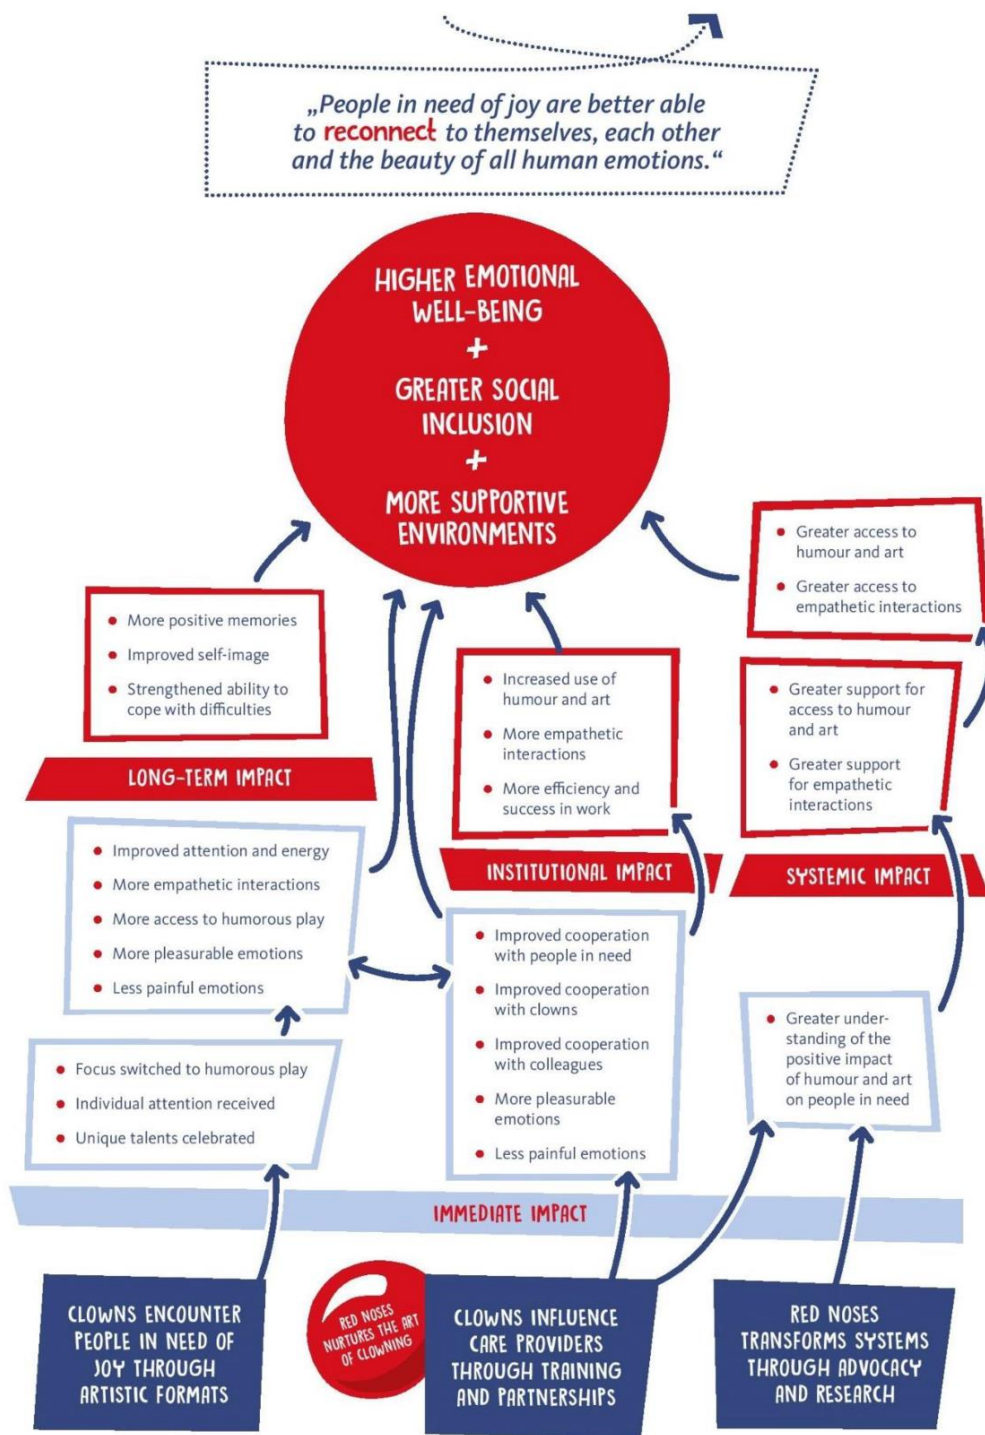 „People in need of joy are better able
to reconnect to themselves, each other
and the beauty of all human emotions.“
HIGHER EMOTIONAL
WELL-BEING
+
GREATER SOCIAL
INCLUSION
+
MORE SUPPORTIVE
ENVIRONMENTS
• Greater access to
humour and art
• Greater access to
empathetic interactions
• More positive memories
• Improved self-image
• Strengthened ability to
cope with difficulties
• Increased use of
humour and art
• More empathetic
interactions
• More efficiency and
success in work
• Greater support for
access to humour
and art
• Greater support
for empathetic
interactions
LONG-TERM IMPACT
INSTITUTIONAL IMPACT
SYSTEMIC IMPACT
• Improved attention and energy
• More empathetic interactions
• More access to humorous play
• More pleasurable emotions
• Less painful emotions
• Improved cooperation
with people in need
• Improved cooperation
with clowns
• Improved cooperation
with colleagues
• More pleasurable
emotions
• Less painful emotions
• Greater under-
standing of the
positive impact
of humour and art
on people in need
• Focus switched to humorous play
• Individual attention received
• Unique talents celebrated
IMMEDIATE IMPACT
CLOWNS ENCOUNTER
PEOPLE IN NEED OF
JOY THROUGH
ARTISTIC FORMATS
RED NOSES
NURTURES THE ART
OF CLOWNING
CLOWNS INFLUENCE
CARE PROVIDERS
THROUGH TRAINING
AND PARTNERSHIPS
RED NOSES
TRANSFORMS SYSTEMS
THROUGH ADVOCACY
AND RESEARCH